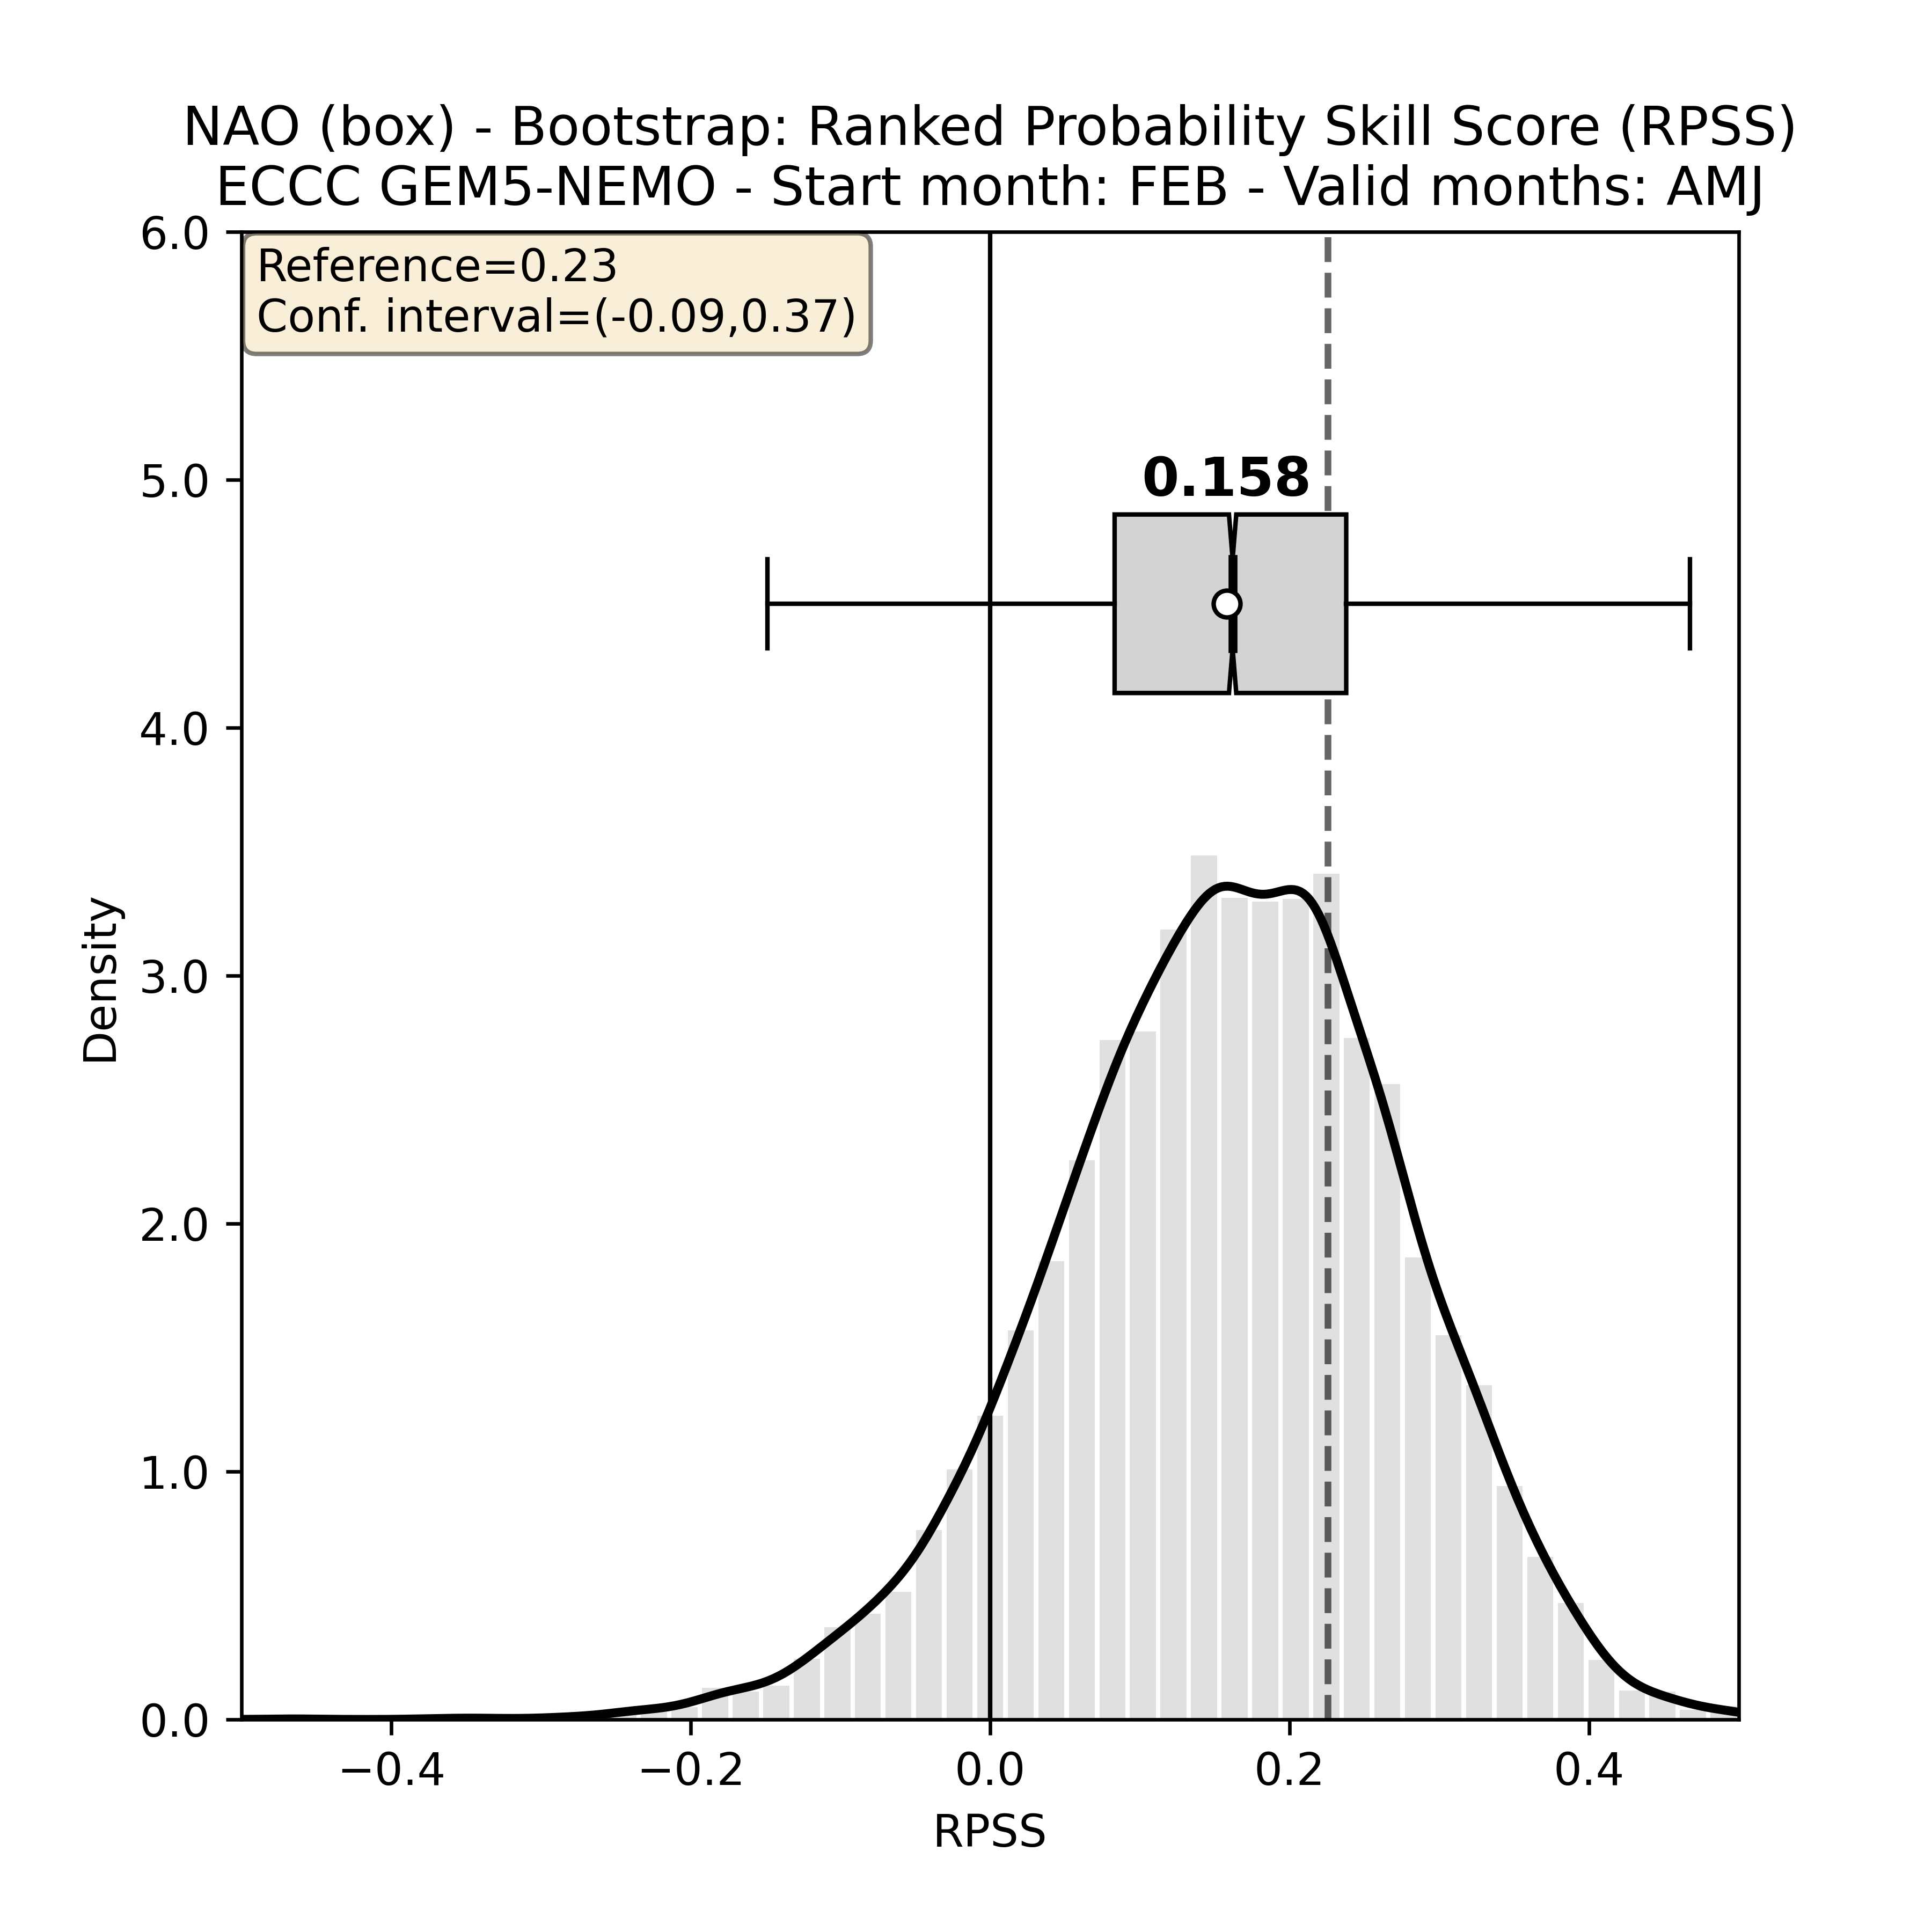 NAO (box) - Bootstrap: Ranked Probability Skill Score (RPSS)
ECCC GEM5-NEMO - Start month: FEB - Valid months: AMJ
Reference=0.23
Conf. interval=(-0.09,0.37)
0.158
6.0
5.0
4.0
3.0
2.0
1.0
0.0
Density
−0.4
−0.2
0.0
0.2
0.4
RPSS